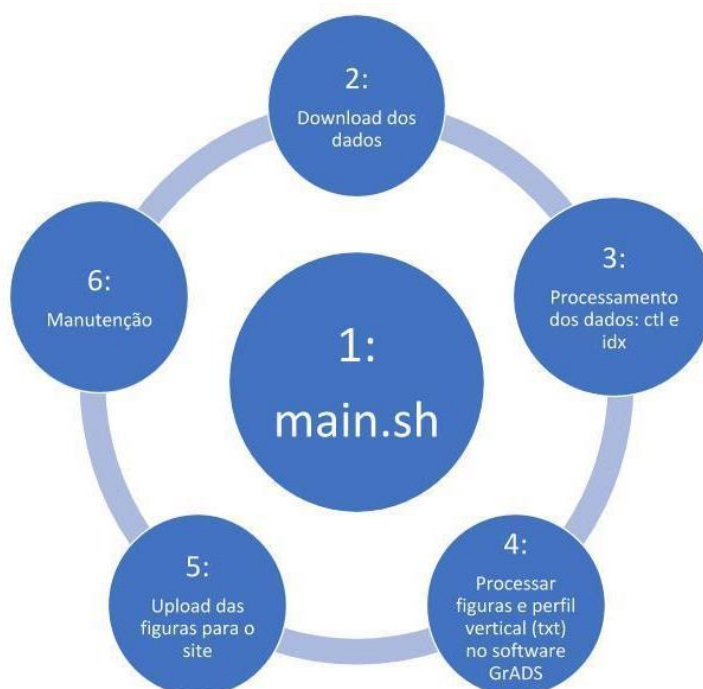 1:
main.sh
2:
Download dos
dados
3:
Processamento
dos dados: ctl e
idx
4:
Processar
figuras e perfil
vertical (txt)
no software
GrADS
5:
Upload das
figuras para o
site
6:
Manutenção